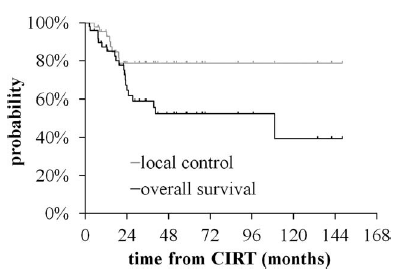 100%
80%
60%
40%
20%
0%
probability
–local control
–overall survival
0 24 48 72 96 120 144 168
time from CIRT (months)